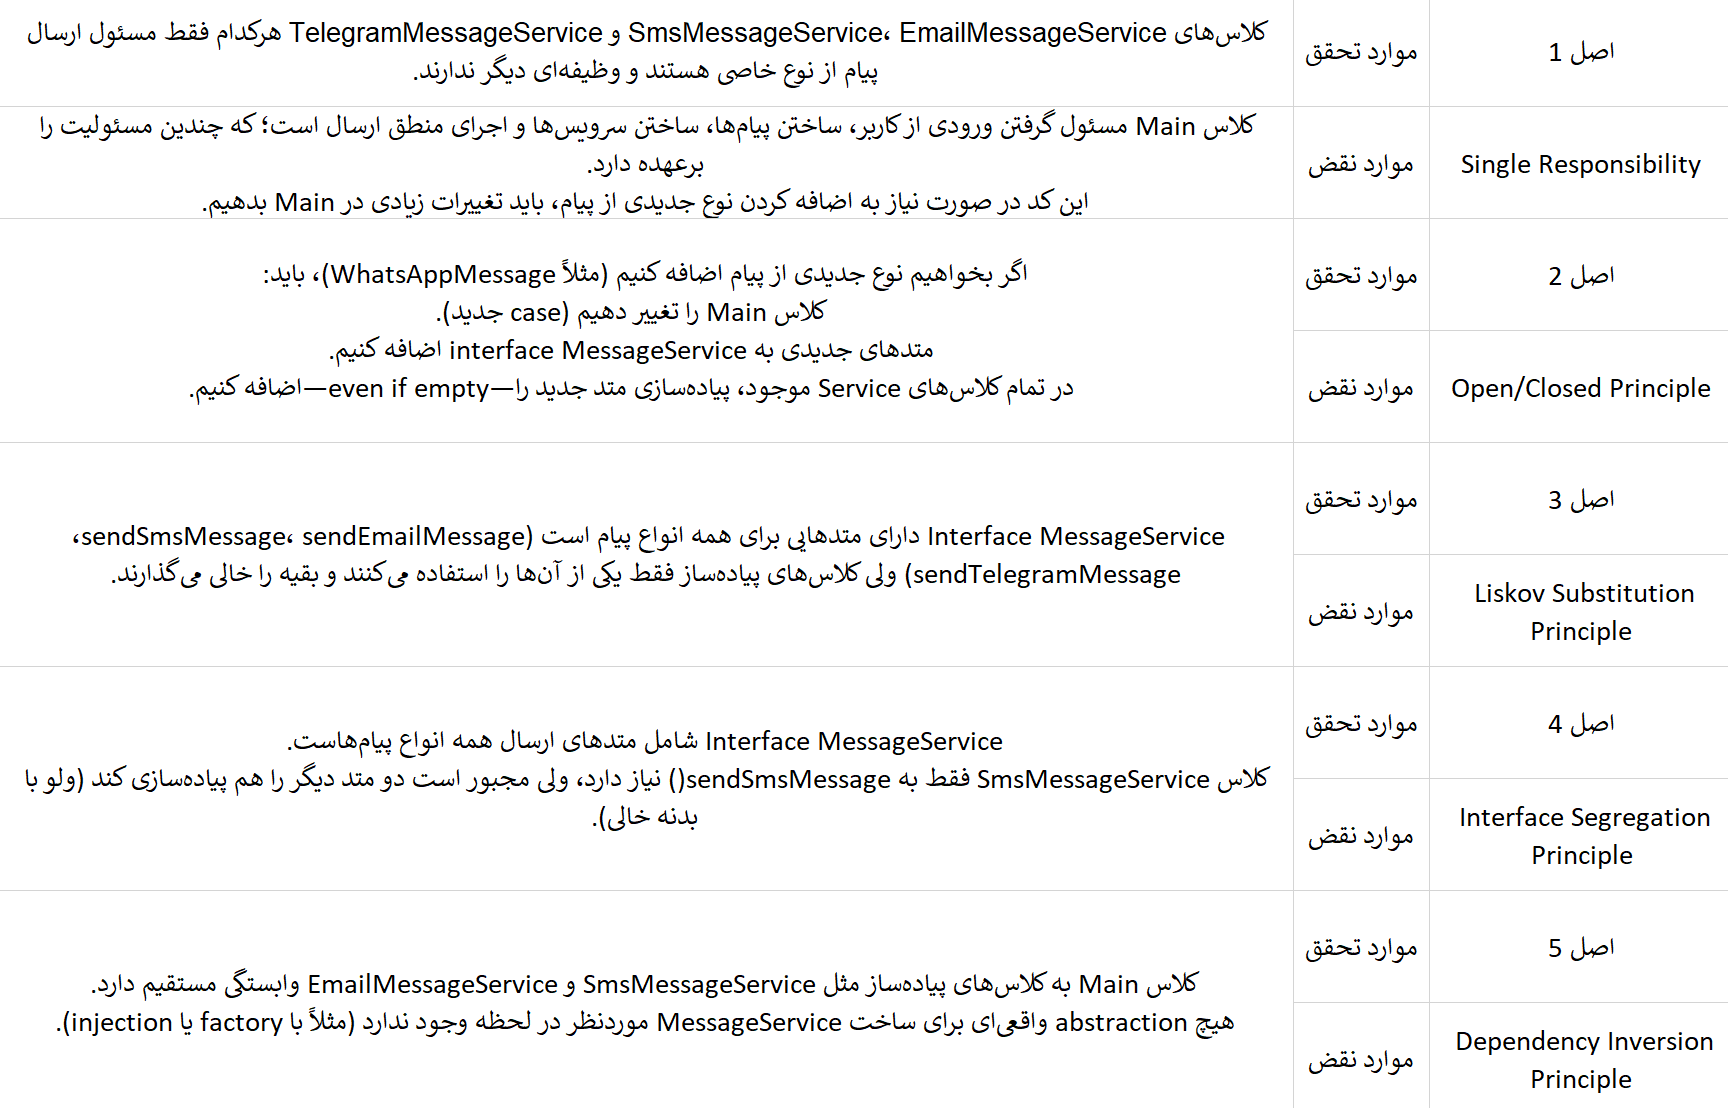 اصل 1
موارد تحقق
کلاس‌های SmsMessageService، EmailMessageService و TelegramMessageService هرکدام فقط مسئول ارسال
پیام از نوع خاصی هستند و وظیفه‌ای دیگر ندارند.
Single Responsibility
موارد نقض
کلاس Main مسئول گرفتن ورودی از کاربر، ساختن پیام‌ها، ساختن سرویس‌ها و اجرای منطق ارسال است؛ که چندین مسئولیت را
برعهده دارد.
این کد در صورت نیاز به اضافه کردن نوع جدیدی از پیام، باید تغییرات زیادی در Main بدهیم.
اصل 2
موارد تحقق
اگر بخواهیم نوع جدیدی از پیام اضافه کنیم (مثلاً WhatsAppMessage)، باید:
کلاس Main را تغییر دهیم (case جدید).
متدهای جدیدی به interface MessageService اضافه کنیم.
در تمام کلاس‌های Service موجود، پیاده‌سازی متد جدید را—even if empty—اضافه کنیم.
Open/Closed Principle
موارد نقض
اصل 3
موارد تحقق
Interface MessageService دارای متدهایی برای همه انواع پیام است (sendSmsMessage، sendEmailMessage،
sendTelegramMessage) ولی کلاس‌های پیاده‌ساز فقط یکی از آن‌ها را استفاده می‌کنند و بقیه را خالی می‌گذارند.
Liskov Substitution
Principle
موارد نقض
اصل 4
موارد تحقق
Interface MessageService شامل متدهای ارسال همه انواع پیام‌هاست.
کلاس SmsMessageService فقط به sendSmsMessage() نیاز دارد، ولی مجبور است دو متد دیگر را هم پیاده‌سازی کند (ولو با
بدنه خالی).
Interface Segregation
Principle
موارد نقض
اصل 5
موارد تحقق
کلاس Main به کلاس‌های پیاده‌ساز مثل SmsMessageService و EmailMessageService وابستگی مستقیم دارد.
هیچ abstraction واقعی‌ای برای ساخت MessageService موردنظر در لحظه وجود ندارد (مثلاً با factory یا injection).
Dependency Inversion
Principle
موارد نقض